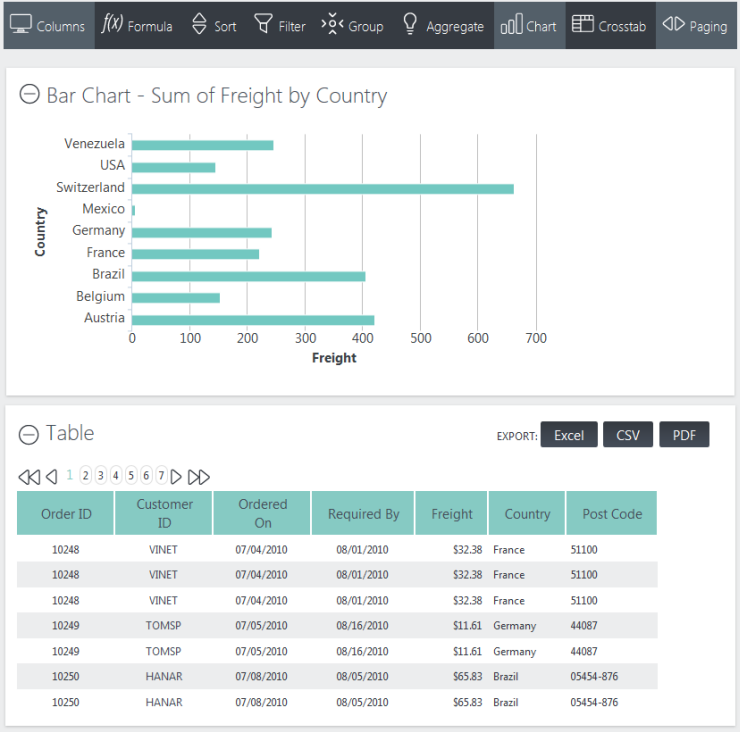 Columns f(x) Formula Sort Filter Group Aggregate Chart Crosstab Paging
Bar Chart - Sum of Freight by Country
Country
Venezuela
USA
Switzerland
Mexico
Germany
France
Brazil
Belgium
Austria
0 100 200 300 400 500 600 700
Freight
Table
EXPORT: Excel CSV PDF
1 2 3 4 5 6 7
Order ID Customer ID Ordered On Required By Freight Country Post Code
10248 VINET 07/04/2010 08/01/2010 $32.38 France 51100
10248 VINET 07/04/2010 08/01/2010 $32.38 France 51100
10248 VINET 07/04/2010 08/01/2010 $32.38 France 51100
10249 TOMSP 07/05/2010 08/16/2010 $11.61 Germany 44087
10249 TOMSP 07/05/2010 08/16/2010 $11.61 Germany 44087
10250 HANAR 07/08/2010 08/05/2010 $65.83 Brazil 05454-876
10250 HANAR 07/08/2010 08/05/2010 $65.83 Brazil 05454-876